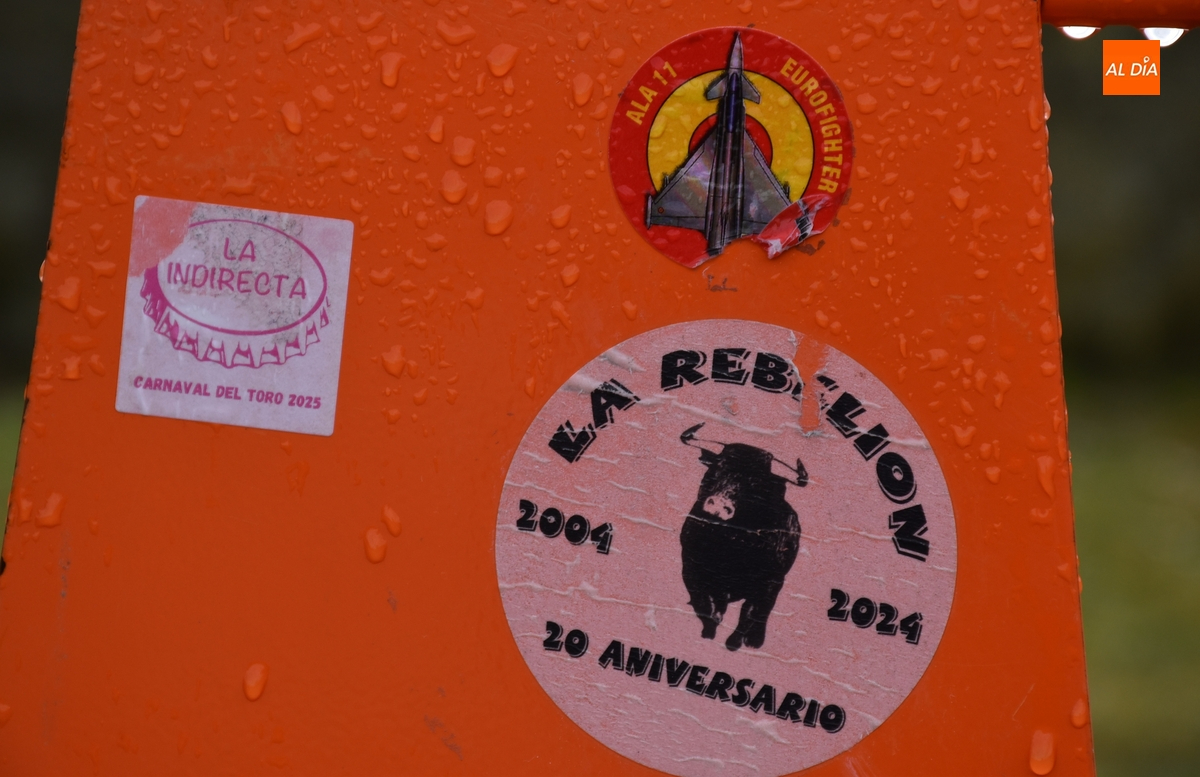 AL DÍA
ALA 11
EUROFIGHTER
LA
INDIRECTA
CARNAVAL DEL TORO 2025
LA REBELION
2004
2024
20 ANIVERSARIO